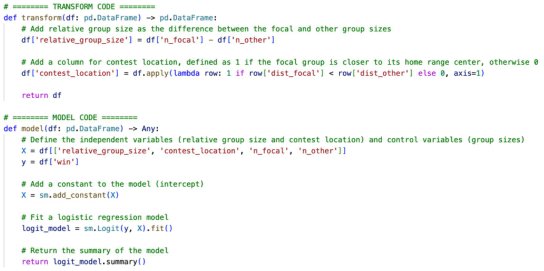 # ======== TRANSFORM CODE ========
def transform(df: pd.DataFrame) -> pd.DataFrame:
    # Add relative group size as the difference between the focal and other group sizes
    df['relative_group_size'] = df['n_focal'] - df['n_other']

    # Add a column for contest location, defined as 1 if the focal group is closer to its home range center, otherwise 0
    df['contest_location'] = df.apply(lambda row: 1 if row['dist_focal'] < row['dist_other'] else 0, axis=1)

    return df

# ======== MODEL CODE ========
def model(df: pd.DataFrame) -> Any:
    # Define the independent variables (relative group size and contest location) and control variables (group sizes)
    X = df[['relative_group_size', 'contest_location', 'n_focal', 'n_other']]
    y = df['win']

    # Add a constant to the model (intercept)
    X = sm.add_constant(X)

    # Fit a logistic regression model
    logit_model = sm.Logit(y, X).fit()

    # Return the summary of the model
    return logit_model.summary()